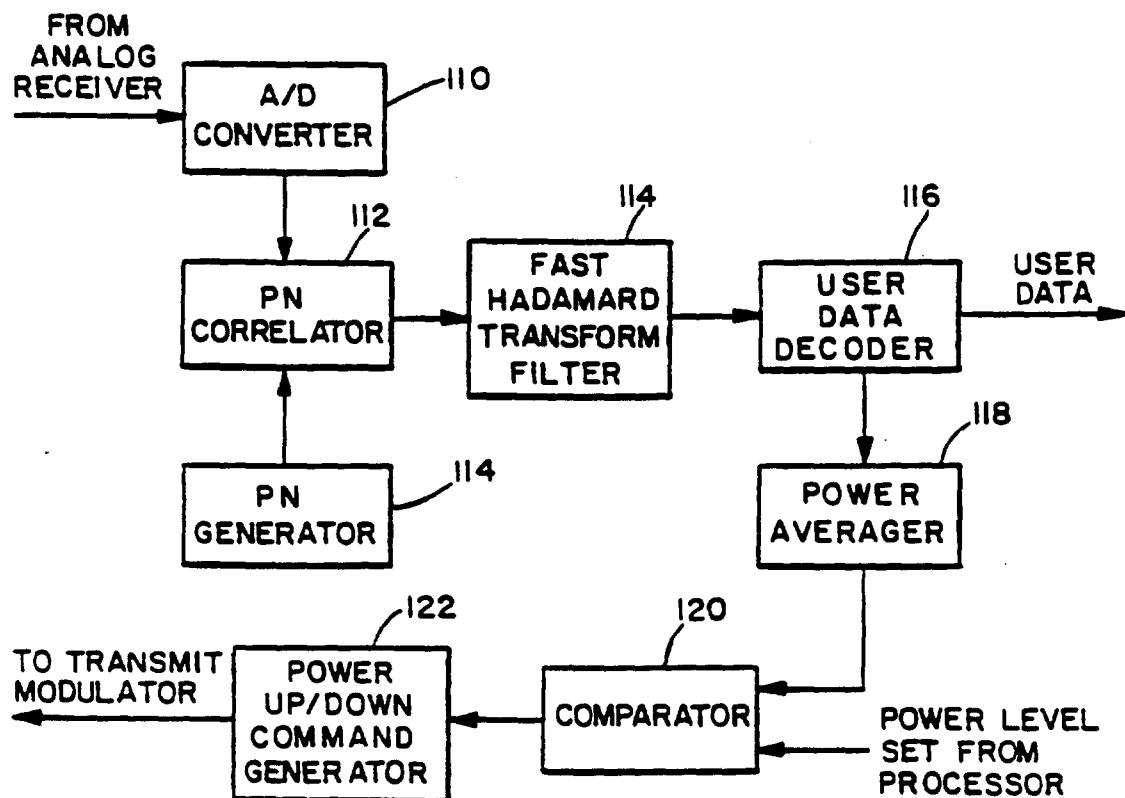 FROM
ANALOG
RECEIVER
A/D
CONVERTER
110
112
PN
CORRELATOR
114
FAST
HADAMARD
TRANSFORM
FILTER
116
USER
DATA
DECODER
USER
DATA
PN
GENERATOR
114
118
POWER
AVERAGER
TO TRANSMIT
MODULATOR
122
POWER
UP/DOWN
COMMAND
GENERATOR
120
COMPARATOR
POWER LEVEL
SET FROM
PROCESSOR